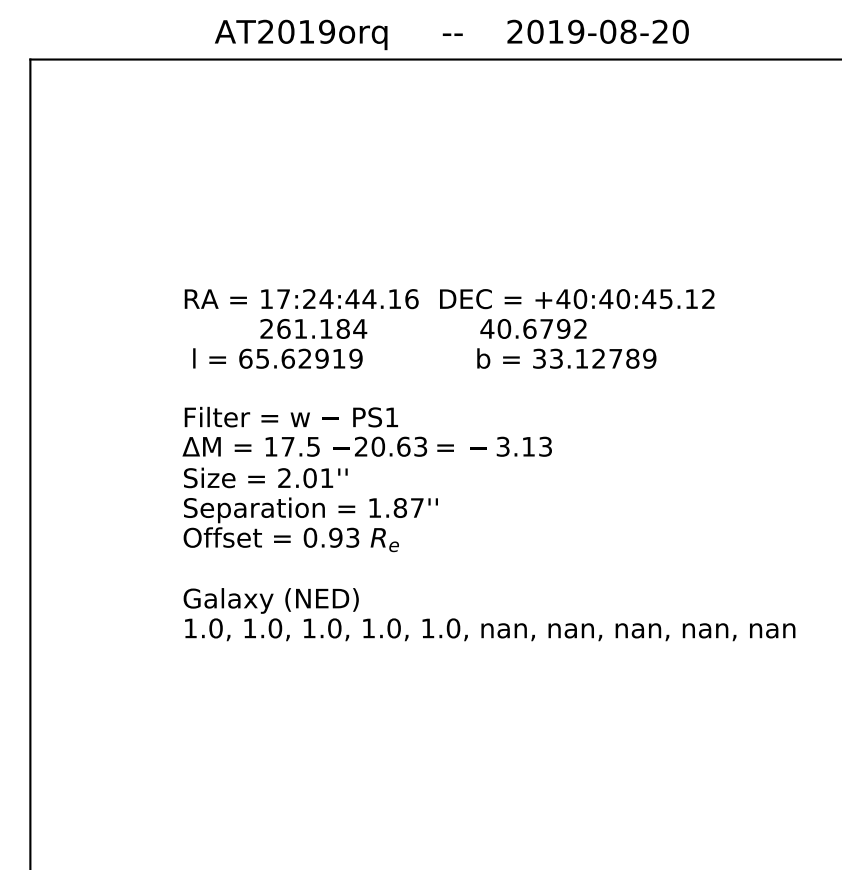 AT2019orq -- 2019-08-20
RA = 17:24:44.16 DEC = +40:40:45.12
261.184 40.6792
l = 65.62919 b = 33.12789
Filter = w − PS1
ΔM = 17.5 −20.63 = − 3.13
Size = 2.01''
Separation = 1.87''
Offset = 0.93 Rₑ
Galaxy (NED)
1.0, 1.0, 1.0, 1.0, 1.0, nan, nan, nan, nan, nan